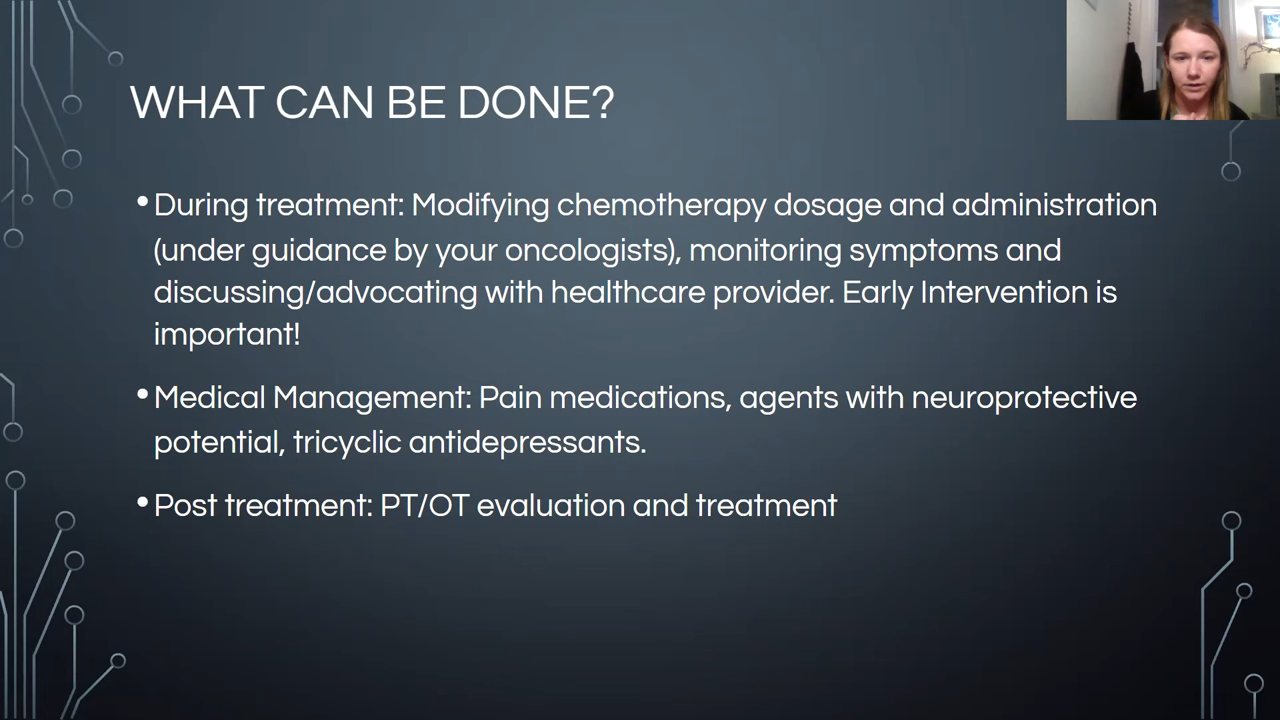 WHAT CAN BE DONE?
•During treatment: Modifying chemotherapy dosage and administration
(under guidance by your oncologists), monitoring symptoms and
discussing/advocating with healthcare provider. Early Intervention is
important!
•Medical Management: Pain medications, agents with neuroprotective
potential, tricyclic antidepressants.
•Post treatment: PT/OT evaluation and treatment